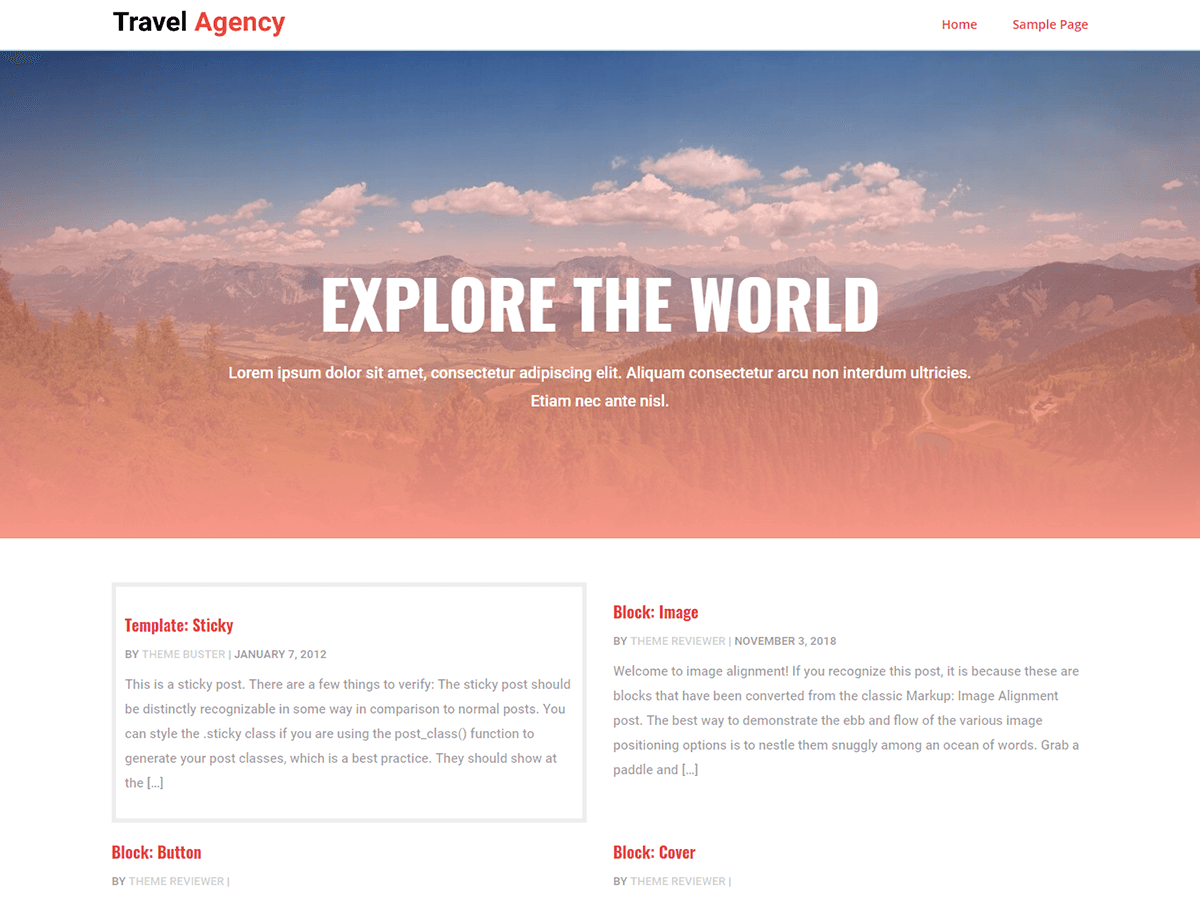 Travel Agency
Home
Sample Page
EXPLORE THE WORLD
Lorem ipsum dolor sit amet, consectetur adipiscing elit. Aliquam consectetur arcu non interdum ultricies.
Etiam nec ante nisl.
Template: Sticky
BY THEME BUSTER | JANUARY 7, 2012
This is a sticky post. There are a few things to verify: The sticky post should
be distinctly recognizable in some way in comparison to normal posts. You
can style the .sticky class if you are using the post_class() function to
generate your post classes, which is a best practice. They should show at
the [...]
Block: Image
BY THEME REVIEWER | NOVEMBER 3, 2018
Welcome to image alignment! If you recognize this post, it is because these are
blocks that have been converted from the classic Markup: Image Alignment
post. The best way to demonstrate the ebb and flow of the various image
positioning options is to nestle them snuggly among an ocean of words. Grab a
paddle and [...]
Block: Button
BY THEME REVIEWER |
Block: Cover
BY THEME REVIEWER |